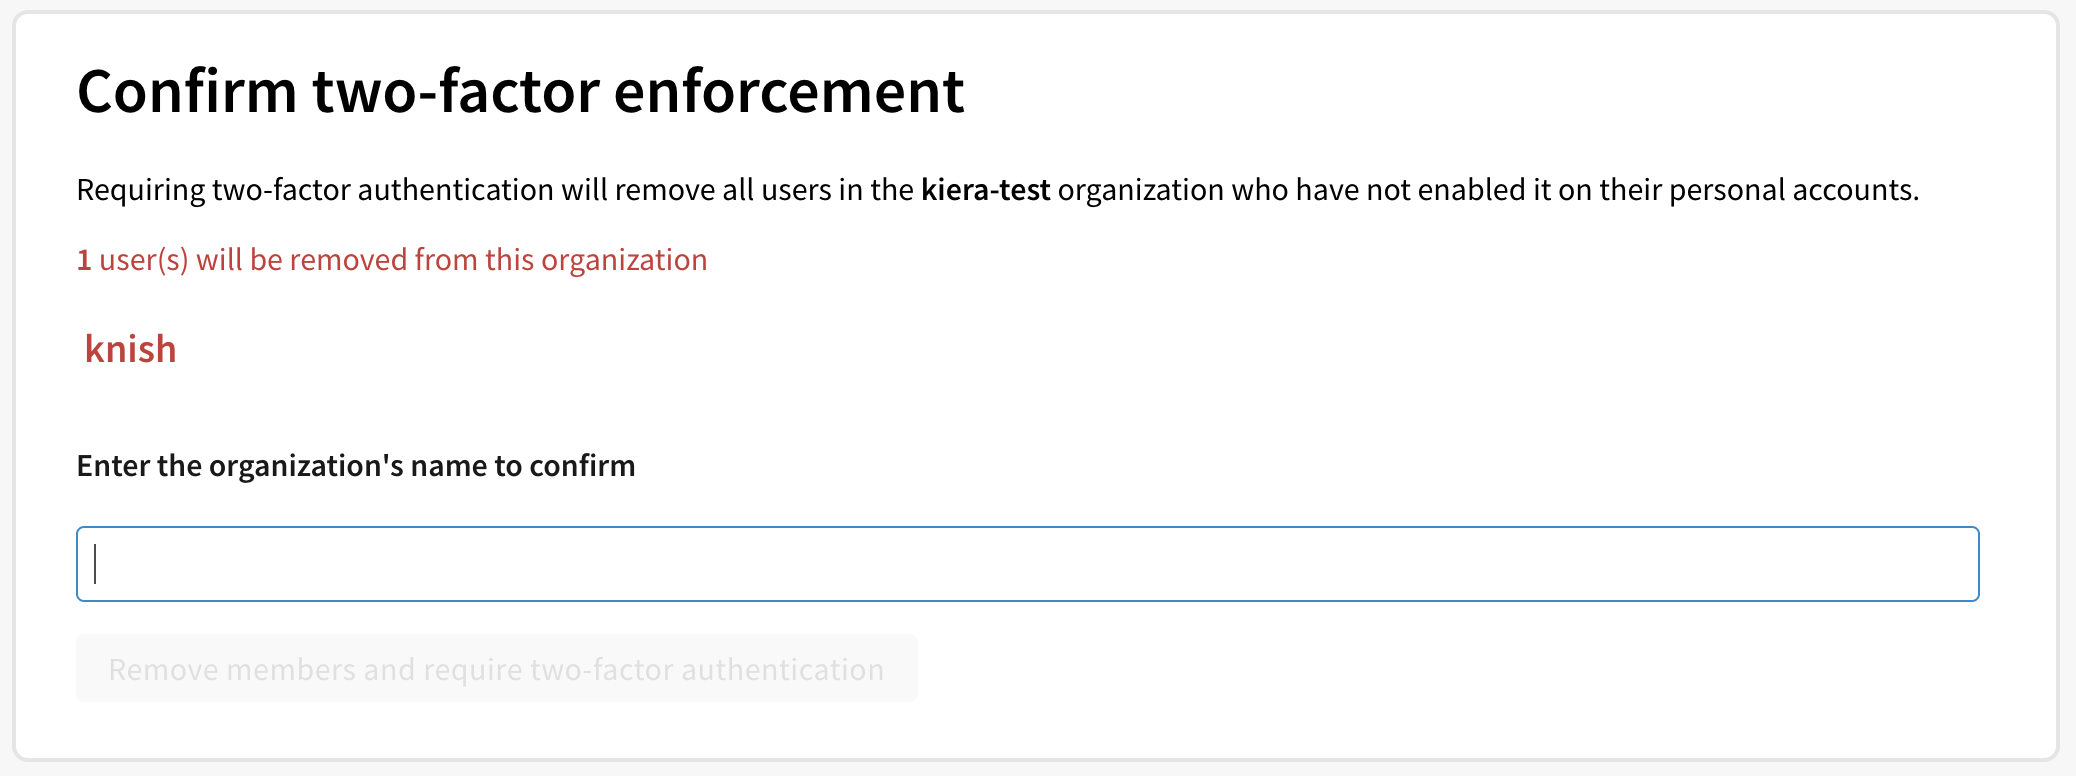 Confirm two-factor enforcement
Requiring two-factor authentication will remove all users in the kiera-test organization who have not enabled it on their personal accounts.
1 user(s) will be removed from this organization
knish
Enter the organization's name to confirm
Remove members and require two-factor authentication